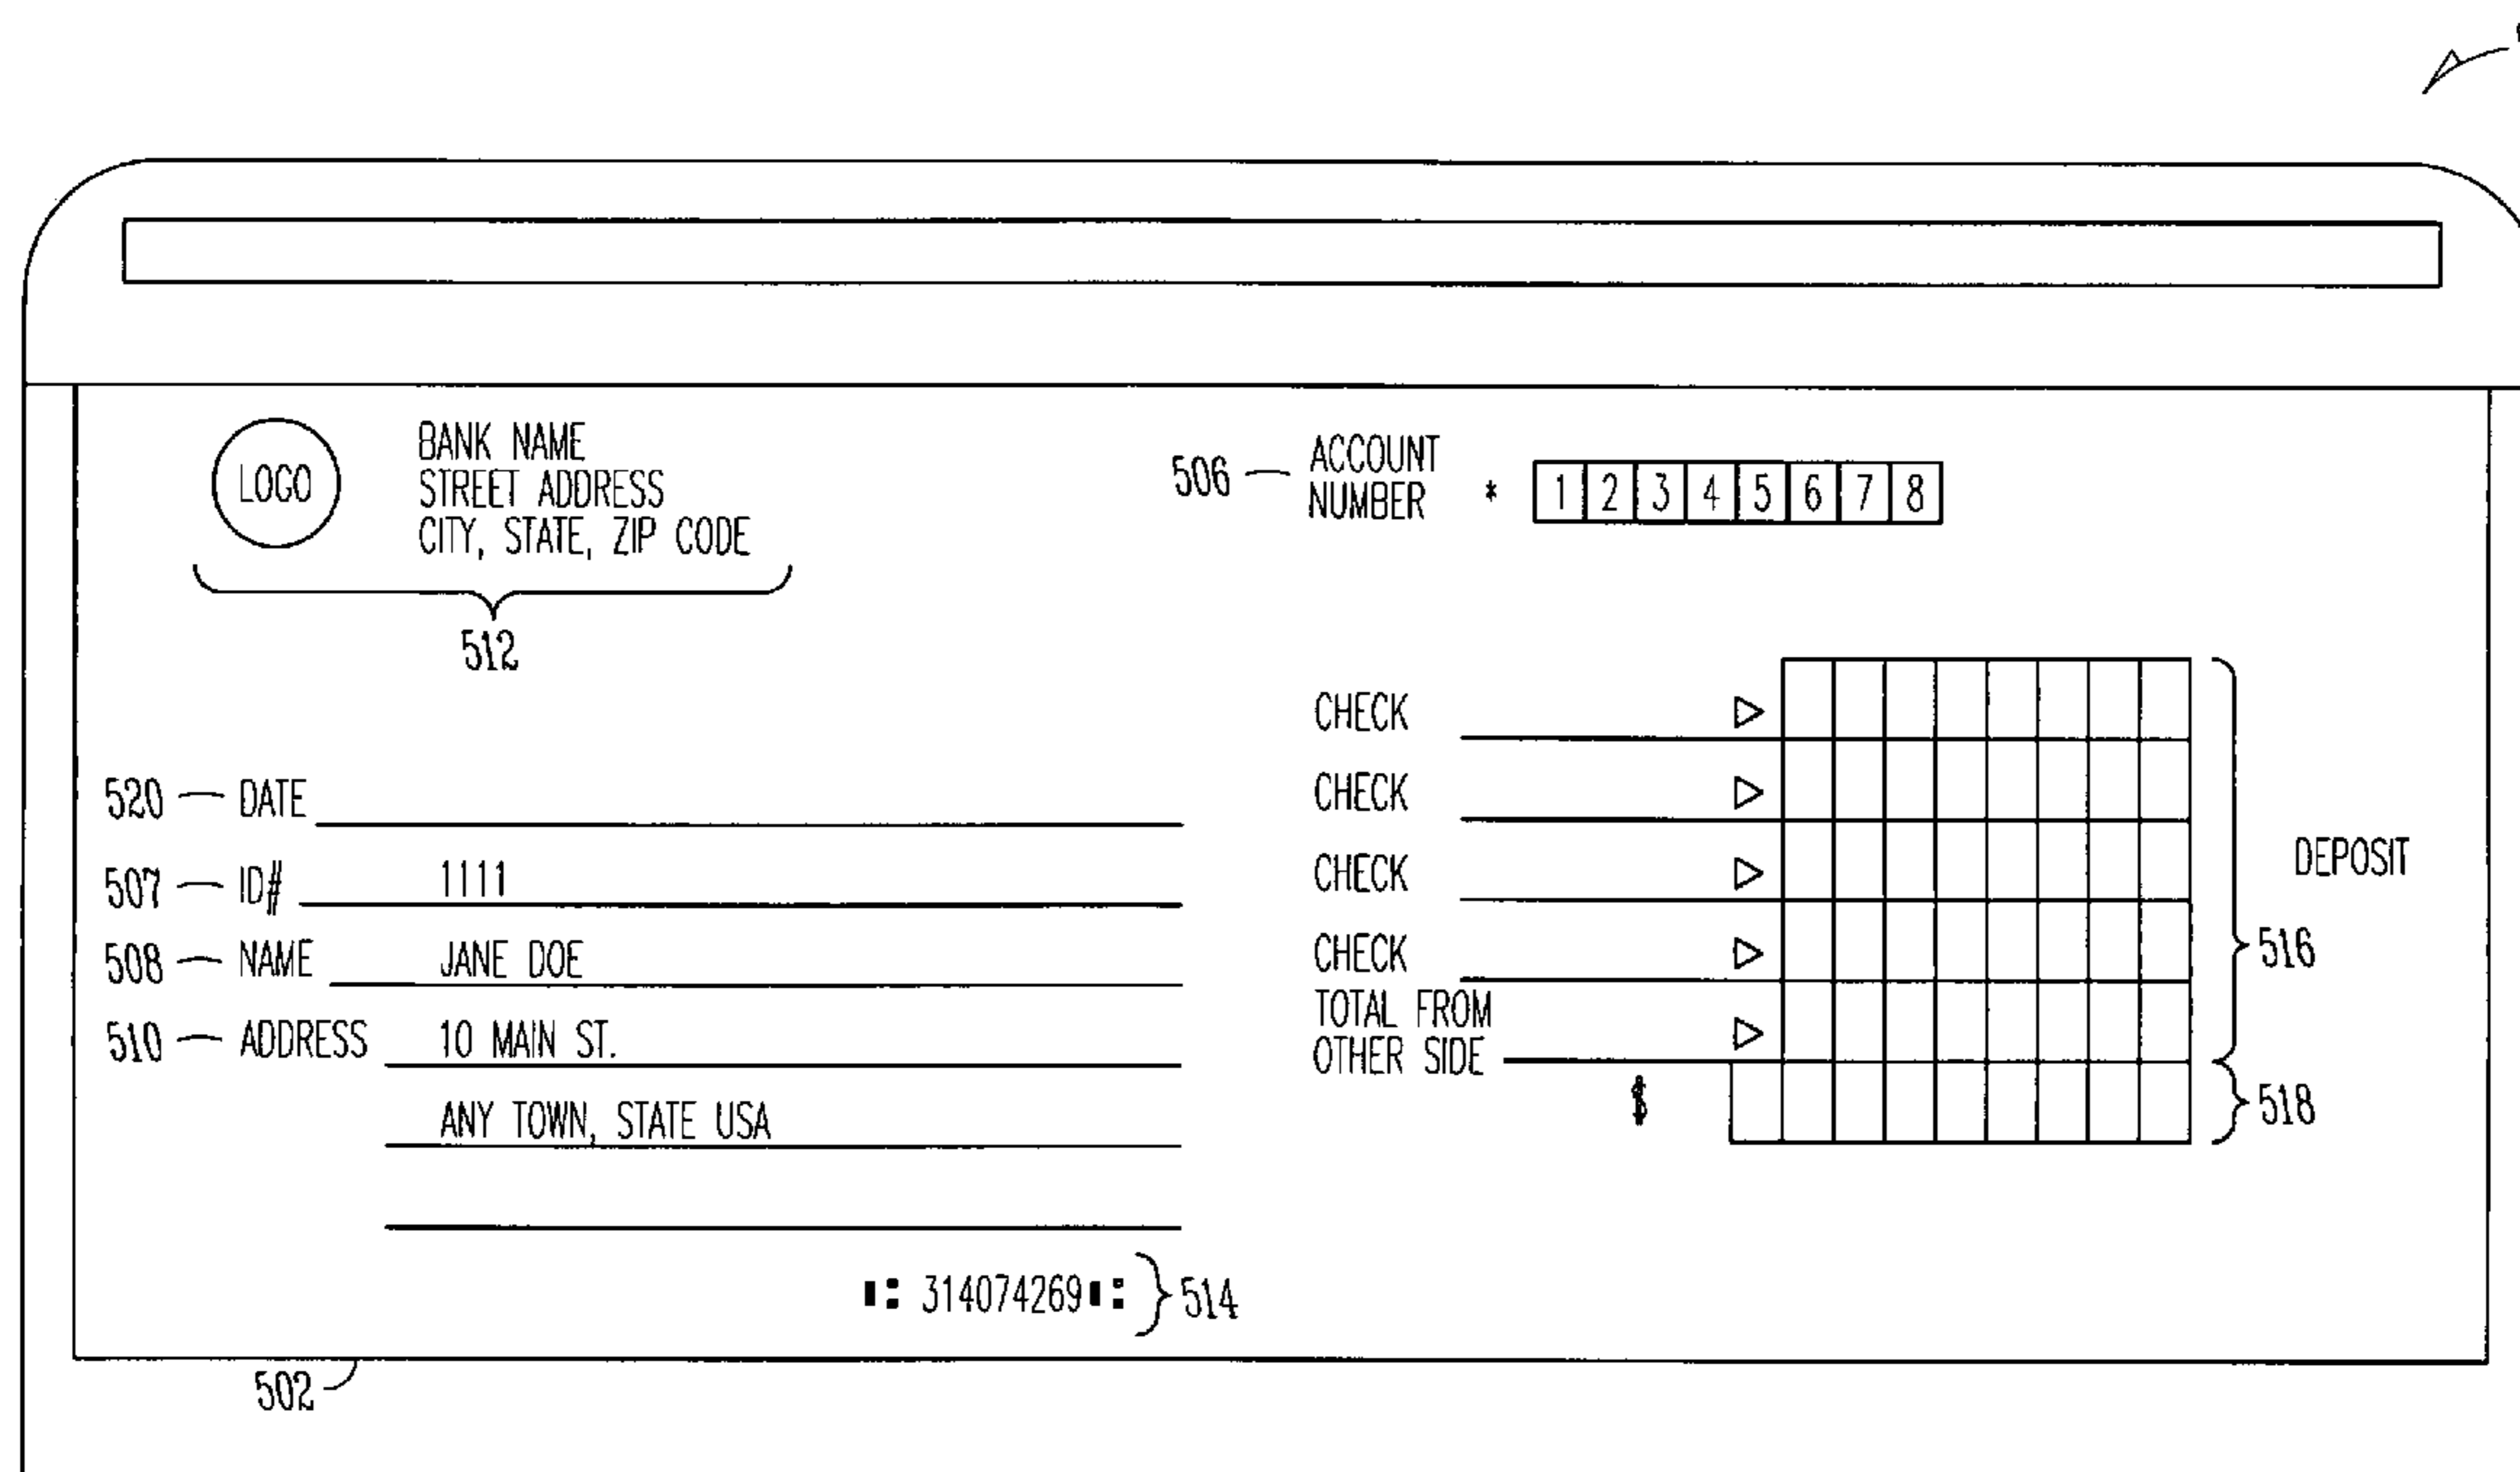 LOGO
BANK NAME
STREET ADDRESS
CITY, STATE, ZIP CODE
512
506
ACCOUNT
NUMBER
* 1 2 3 4 5 6 7 8
520 DATE
507 ID# 1111
508 NAME JANE DOE
510 ADDRESS 10 MAIN ST.
ANY TOWN, STATE USA
CHECK
CHECK
CHECK
CHECK
TOTAL FROM
OTHER SIDE
$
DEPOSIT
516
518
⑆ 314074269⑆ 514
502